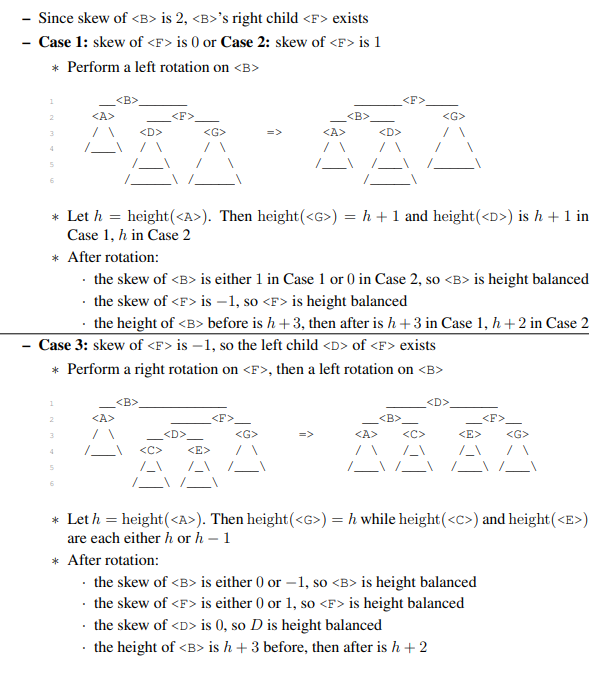 – Since skew of <B> is 2, <B>'s right child <F> exists
– Case 1: skew of <F> is 0 or Case 2: skew of <F> is 1
∗ Perform a left rotation on <B>
1 __<B>_______ ______<F>____
2 <A> __<F>___ __<B>___ <G>
3 / \ <D> <G> => <A> <D> / \
4 /___\ / \ / \ / \ / \ / \
5 /___\ / \ /___\ /___\ /_____\
6 /_____\ /_____\ /_____\
∗ Let h = height(<A>). Then height(<G>) = h + 1 and height(<D>) is h + 1 in
Case 1, h in Case 2
∗ After rotation:
· the skew of <B> is either 1 in Case 1 or 0 in Case 2, so <B> is height balanced
· the skew of <F> is −1, so <F> is height balanced
· the height of <B> before is h + 3, then after is h + 3 in Case 1, h + 2 in Case 2
– Case 3: skew of <F> is −1, so the left child <D> of <F> exists
∗ Perform a right rotation on <F>, then a left rotation on <B>
1 __<B>___________ _____<D>______
2 <A> _____<F>__ __<B>__ __<F>__
3 / \ __<D>__ <G> => <A> <C> <E> <G>
4 /___\ <C> <E> / \ / \ /_\ /_\ / \
5 /_\ /_\ /___\ /___\ /___\ /___\ /___\
6 /___\ /___\
∗ Let h = height(<A>). Then height(<G>) = h while height(<C>) and height(<E>)
are each either h or h − 1
∗ After rotation:
· the skew of <B> is either 0 or −1, so <B> is height balanced
· the skew of <F> is either 0 or 1, so <F> is height balanced
· the skew of <D> is 0, so D is height balanced
· the height of <B> is h + 3 before, then after is h + 2